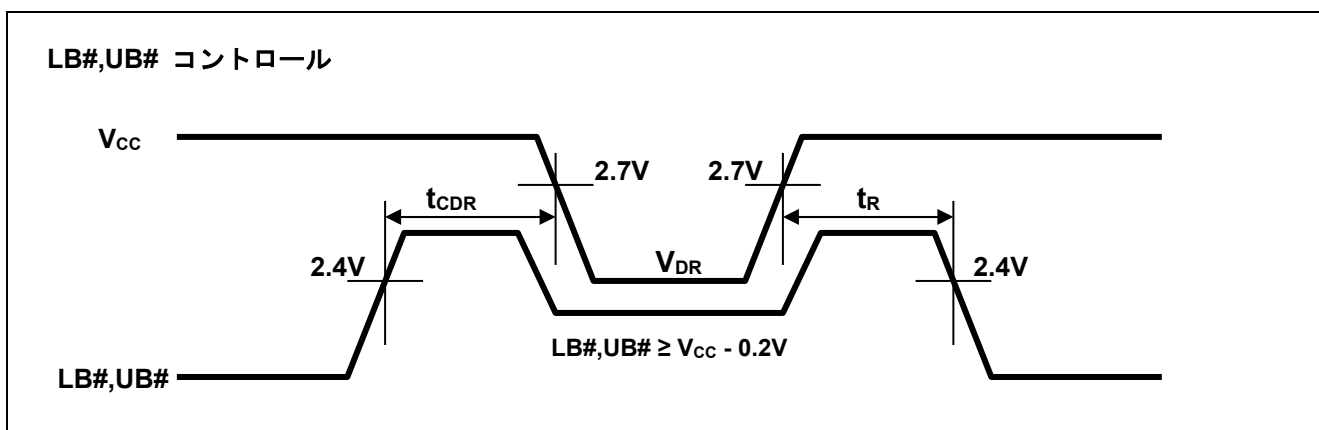 LB#,UB# コントロール
VCC
2.7V
2.7V
tCDR
tR
2.4V
VDR
2.4V
LB#,UB# ≥ VCC - 0.2V
LB#,UB#